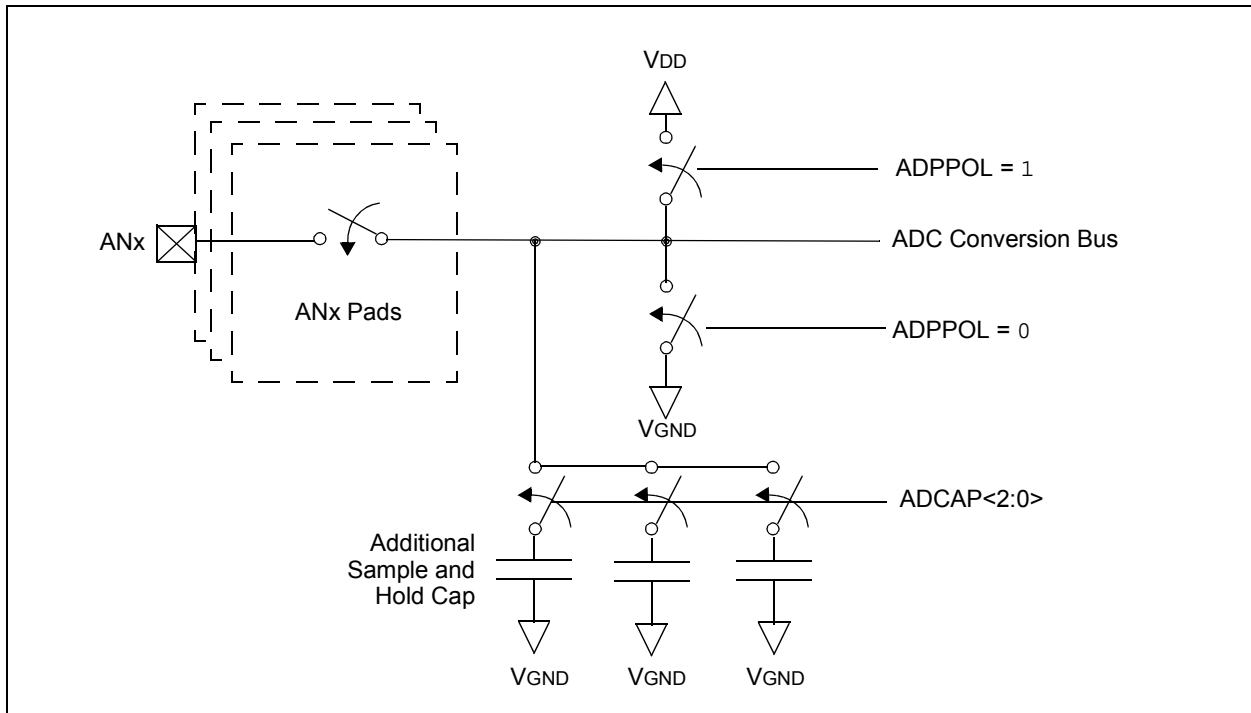 VDD
ADPPOL = 1
ANx
ADC Conversion Bus
ANx Pads
ADPPOL = 0
VGND
ADCAP<2:0>
Additional
Sample and
Hold Cap
VGND
VGND
VGND